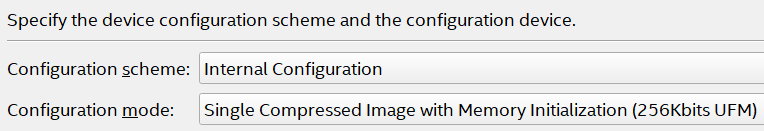 Specify the device configuration scheme and the configuration device.
Configuration scheme: Internal Configuration
Configuration mode: Single Compressed Image with Memory Initialization (256Kbits UFM)